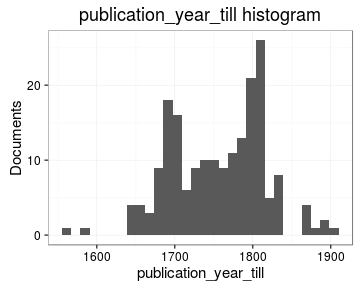 publication_year_till histogram
20
10
0
Documents
1600 1700 1800 1900
publication_year_till